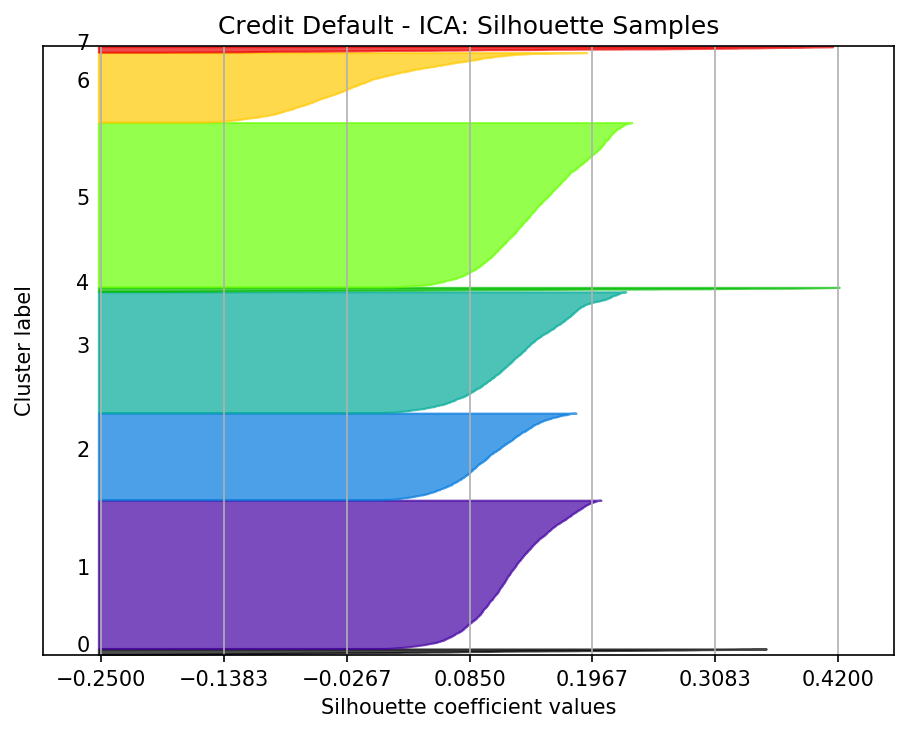 Credit Default - ICA: Silhouette Samples
7
6
5
4
3
2
1
0
Cluster label
−0.2500 −0.1383 −0.0267 0.0850 0.1967 0.3083 0.4200
Silhouette coefficient values